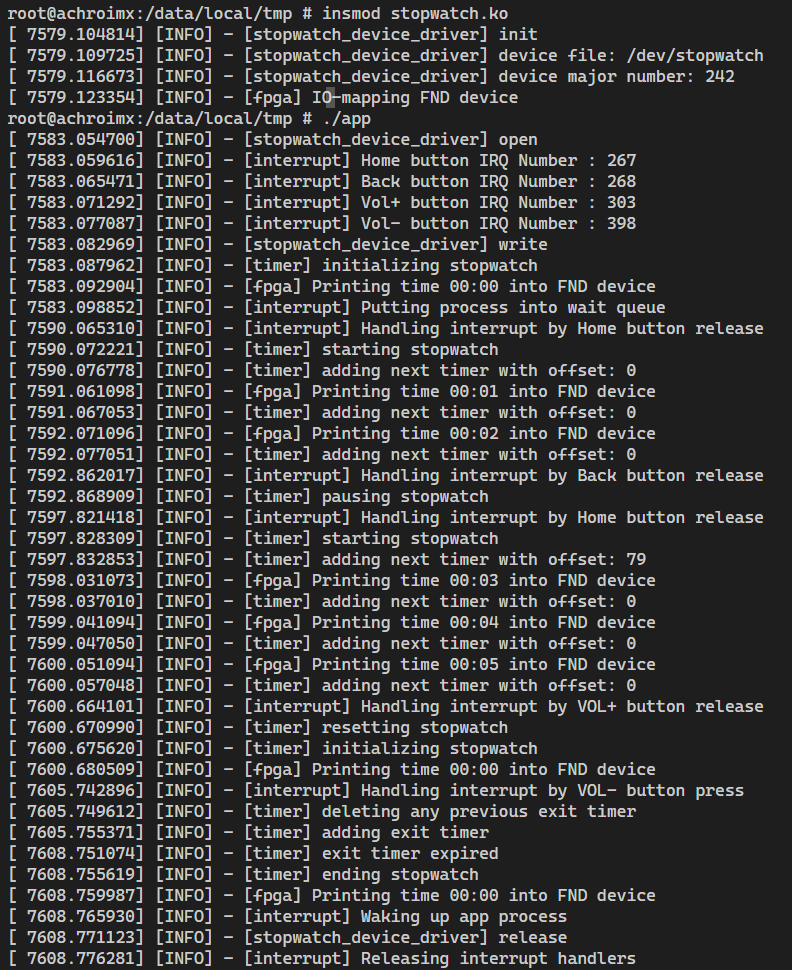 root@achroimx:/data/local/tmp # insmod stopwatch.ko
[ 7579.104814] [INFO] - [stopwatch_device_driver] init
[ 7579.109725] [INFO] - [stopwatch_device_driver] device file: /dev/stopwatch
[ 7579.116673] [INFO] - [stopwatch_device_driver] device major number: 242
[ 7579.123354] [INFO] - [fpga] IO-mapping FND device
root@achroimx:/data/local/tmp # ./app
[ 7583.054700] [INFO] - [stopwatch_device_driver] open
[ 7583.059616] [INFO] - [interrupt] Home button IRQ Number : 267
[ 7583.065471] [INFO] - [interrupt] Back button IRQ Number : 268
[ 7583.071292] [INFO] - [interrupt] Vol+ button IRQ Number : 303
[ 7583.077087] [INFO] - [interrupt] Vol- button IRQ Number : 398
[ 7583.082969] [INFO] - [stopwatch_device_driver] write
[ 7583.087962] [INFO] - [timer] initializing stopwatch
[ 7583.092904] [INFO] - [fpga] Printing time 00:00 into FND device
[ 7583.098852] [INFO] - [interrupt] Putting process into wait queue
[ 7590.065310] [INFO] - [interrupt] Handling interrupt by Home button release
[ 7590.072221] [INFO] - [timer] starting stopwatch
[ 7590.076778] [INFO] - [timer] adding next timer with offset: 0
[ 7591.061098] [INFO] - [fpga] Printing time 00:01 into FND device
[ 7591.067053] [INFO] - [timer] adding next timer with offset: 0
[ 7592.071096] [INFO] - [fpga] Printing time 00:02 into FND device
[ 7592.077051] [INFO] - [timer] adding next timer with offset: 0
[ 7592.862017] [INFO] - [interrupt] Handling interrupt by Back button release
[ 7592.868909] [INFO] - [timer] pausing stopwatch
[ 7597.821418] [INFO] - [interrupt] Handling interrupt by Home button release
[ 7597.828309] [INFO] - [timer] starting stopwatch
[ 7597.832853] [INFO] - [timer] adding next timer with offset: 79
[ 7598.031073] [INFO] - [fpga] Printing time 00:03 into FND device
[ 7598.037010] [INFO] - [timer] adding next timer with offset: 0
[ 7599.041094] [INFO] - [fpga] Printing time 00:04 into FND device
[ 7599.047050] [INFO] - [timer] adding next timer with offset: 0
[ 7600.051094] [INFO] - [fpga] Printing time 00:05 into FND device
[ 7600.057048] [INFO] - [timer] adding next timer with offset: 0
[ 7600.664101] [INFO] - [interrupt] Handling interrupt by VOL+ button release
[ 7600.670990] [INFO] - [timer] resetting stopwatch
[ 7600.675620] [INFO] - [timer] initializing stopwatch
[ 7600.680509] [INFO] - [fpga] Printing time 00:00 into FND device
[ 7605.742896] [INFO] - [interrupt] Handling interrupt by VOL- button press
[ 7605.749612] [INFO] - [timer] deleting any previous exit timer
[ 7605.755371] [INFO] - [timer] adding exit timer
[ 7608.751074] [INFO] - [timer] exit timer expired
[ 7608.755619] [INFO] - [timer] ending stopwatch
[ 7608.759987] [INFO] - [fpga] Printing time 00:00 into FND device
[ 7608.765930] [INFO] - [interrupt] Waking up app process
[ 7608.771123] [INFO] - [stopwatch_device_driver] release
[ 7608.776281] [INFO] - [interrupt] Releasing interrupt handlers